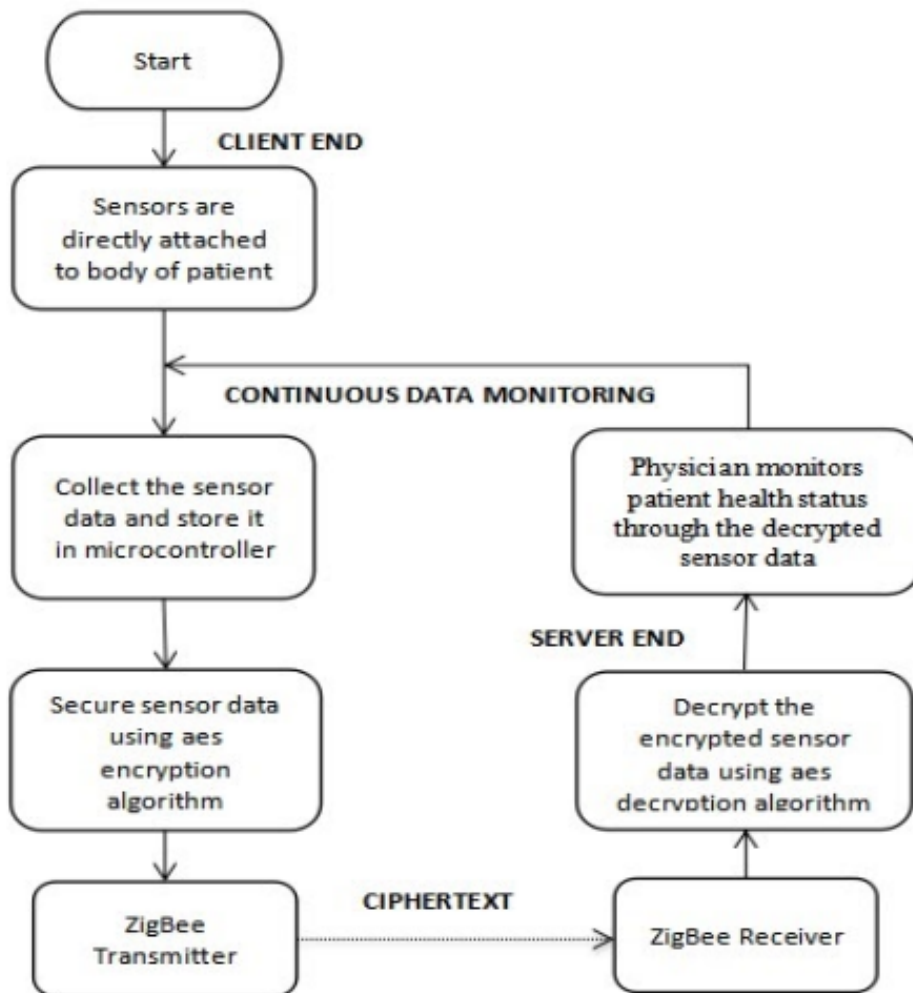 Start
CLIENT END
Sensors are
directly attached
to body of patient
CONTINUOUS DATA MONITORING
Collect the sensor
data and store it
in microcontroller
Physician monitors
patient health status
through the decrypted
sensor data
SERVER END
Secure sensor data
using aes
encryption
algorithm
Decrypt the
encrypted sensor
data using aes
decryption algorithm
CIPHERTEXT
ZigBee
Transmitter
ZigBee Receiver